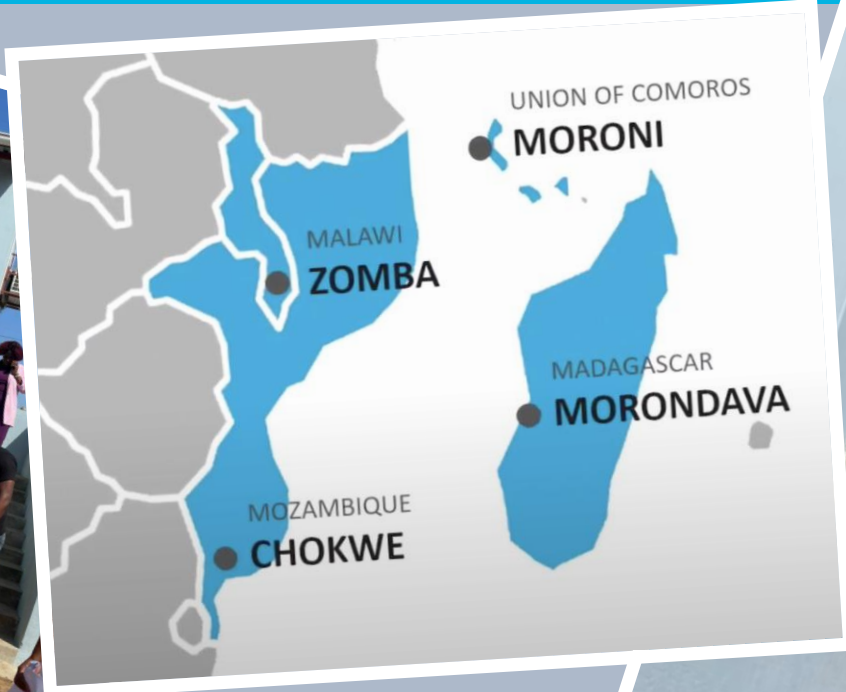 UNION OF COMOROS
MORONI
MALAWI
ZOMBA
MADAGASCAR
MORONDAVA
MOZAMBIQUE
CHOKWE